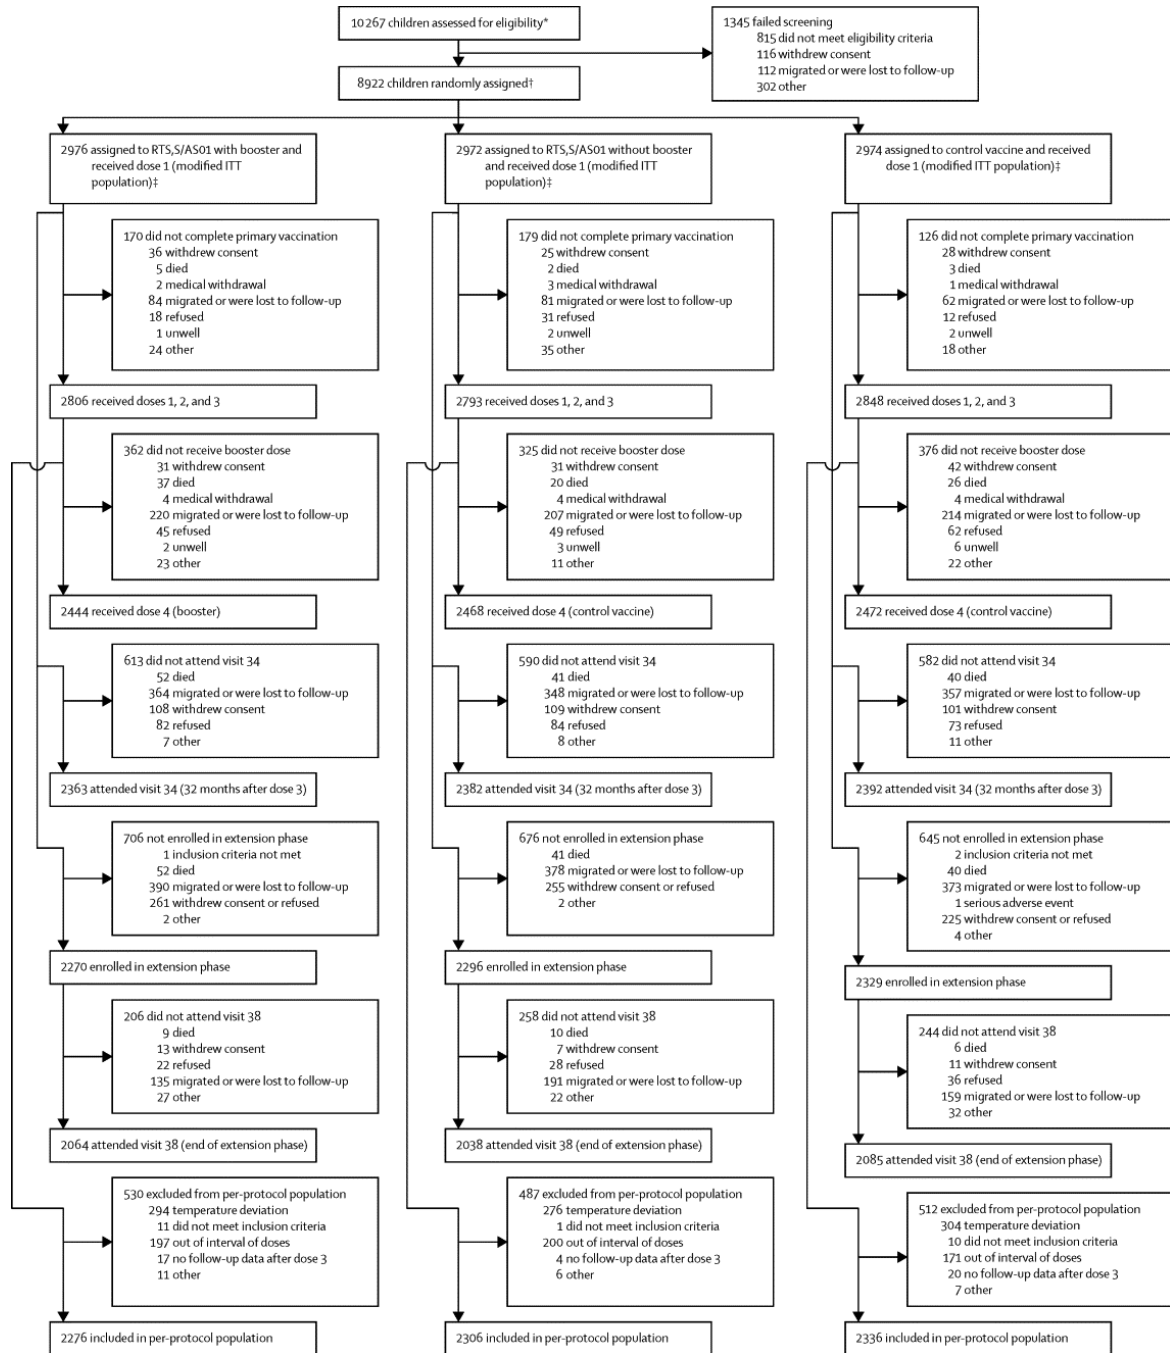 10267 children assessed for eligibility*
1345 failed screening
815 did not meet eligibility criteria
116 withdrew consent
112 migrated or were lost to follow-up
302 other
8922 children randomly assigned†
2976 assigned to RTS,S/AS01 with booster and
received dose 1 (modified ITT
population)‡
2972 assigned to RTS,S/AS01 without booster
and received dose 1 (modified ITT
population)‡
2974 assigned to control vaccine and received
dose 1 (modified ITT population)‡
170 did not complete primary vaccination
36 withdrew consent
5 died
2 medical withdrawal
84 migrated or were lost to follow-up
18 refused
1 unwell
24 other
179 did not complete primary vaccination
25 withdrew consent
2 died
3 medical withdrawal
81 migrated or were lost to follow-up
31 refused
2 unwell
35 other
126 did not complete primary vaccination
28 withdrew consent
3 died
1 medical withdrawal
62 migrated or were lost to follow-up
12 refused
2 unwell
18 other
2806 received doses 1, 2, and 3
2793 received doses 1, 2, and 3
2848 received doses 1, 2, and 3
362 did not receive booster dose
31 withdrew consent
37 died
4 medical withdrawal
220 migrated or were lost to follow-up
45 refused
2 unwell
23 other
325 did not receive booster dose
31 withdrew consent
20 died
4 medical withdrawal
207 migrated or were lost to follow-up
49 refused
3 unwell
11 other
376 did not receive booster dose
42 withdrew consent
26 died
4 medical withdrawal
214 migrated or were lost to follow-up
62 refused
6 unwell
22 other
2444 received dose 4 (booster)
2468 received dose 4 (control vaccine)
2472 received dose 4 (control vaccine)
613 did not attend visit 34
52 died
364 migrated or were lost to follow-up
108 withdrew consent
82 refused
7 other
590 did not attend visit 34
41 died
348 migrated or were lost to follow-up
109 withdrew consent
84 refused
8 other
582 did not attend visit 34
40 died
357 migrated or were lost to follow-up
101 withdrew consent
73 refused
11 other
2363 attended visit 34 (32 months after dose 3)
2382 attended visit 34 (32 months after dose 3)
2392 attended visit 34 (32 months after dose 3)
706 not enrolled in extension phase
1 inclusion criteria not met
52 died
390 migrated or were lost to follow-up
261 withdrew consent or refused
2 other
676 not enrolled in extension phase
41 died
378 migrated or were lost to follow-up
255 withdrew consent or refused
2 other
645 not enrolled in extension phase
2 inclusion criteria not met
40 died
373 migrated or were lost to follow-up
1 serious adverse event
225 withdrew consent or refused
4 other
2270 enrolled in extension phase
2296 enrolled in extension phase
2329 enrolled in extension phase
206 did not attend visit 38
9 died
13 withdrew consent
22 refused
135 migrated or were lost to follow-up
27 other
258 did not attend visit 38
10 died
7 withdrew consent
28 refused
191 migrated or were lost to follow-up
22 other
244 did not attend visit 38
6 died
11 withdrew consent
36 refused
159 migrated or were lost to follow-up
32 other
2064 attended visit 38 (end of extension phase)
2038 attended visit 38 (end of extension phase)
2085 attended visit 38 (end of extension phase)
530 excluded from per-protocol population
294 temperature deviation
11 did not meet inclusion criteria
197 out of interval of doses
17 no follow-up data after dose 3
11 other
487 excluded from per-protocol population
276 temperature deviation
1 did not meet inclusion criteria
200 out of interval of doses
4 no follow-up data after dose 3
6 other
512 excluded from per-protocol population
304 temperature deviation
10 did not meet inclusion criteria
171 out of interval of doses
20 no follow-up data after dose 3
7 other
2276 included in per-protocol population
2306 included in per-protocol population
2336 included in per-protocol population